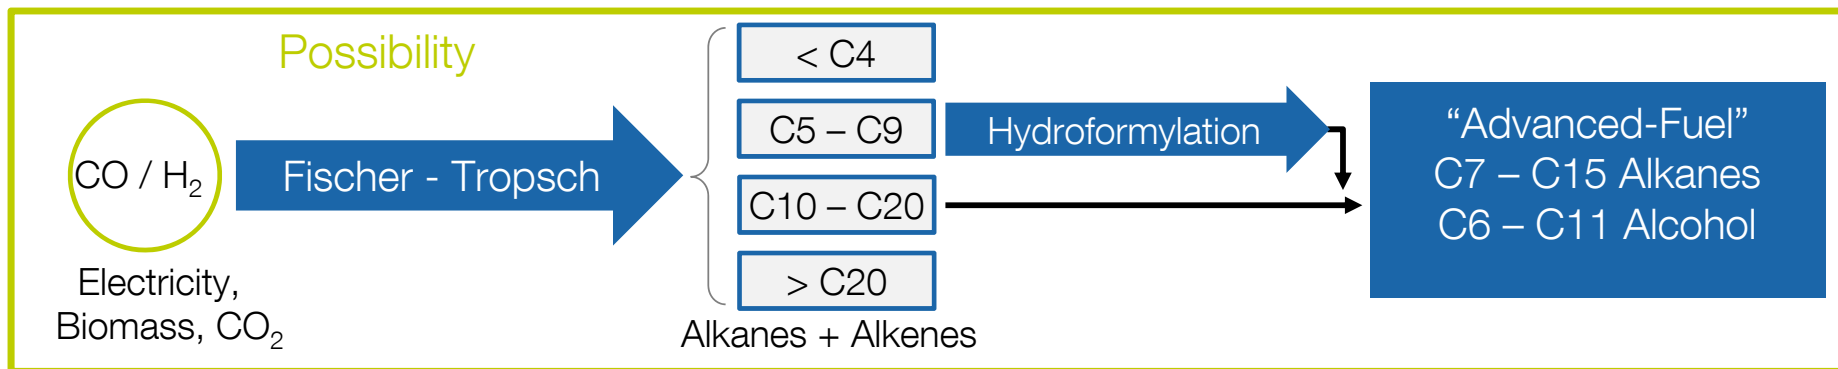 Possibility
CO / H₂
Electricity,
Biomass, CO₂
Fischer - Tropsch
< C4
C5 – C9
C10 – C20
> C20
Alkanes + Alkenes
Hydroformylation
“Advanced-Fuel”
C7 – C15 Alkanes
C6 – C11 Alcohol